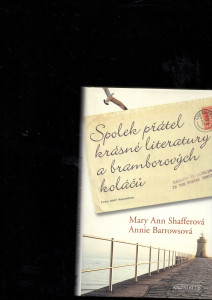 Spolek přátel
krásné literatury
a bramborových
koláčů
Mary Ann Shafferová
Annie Barrowsová